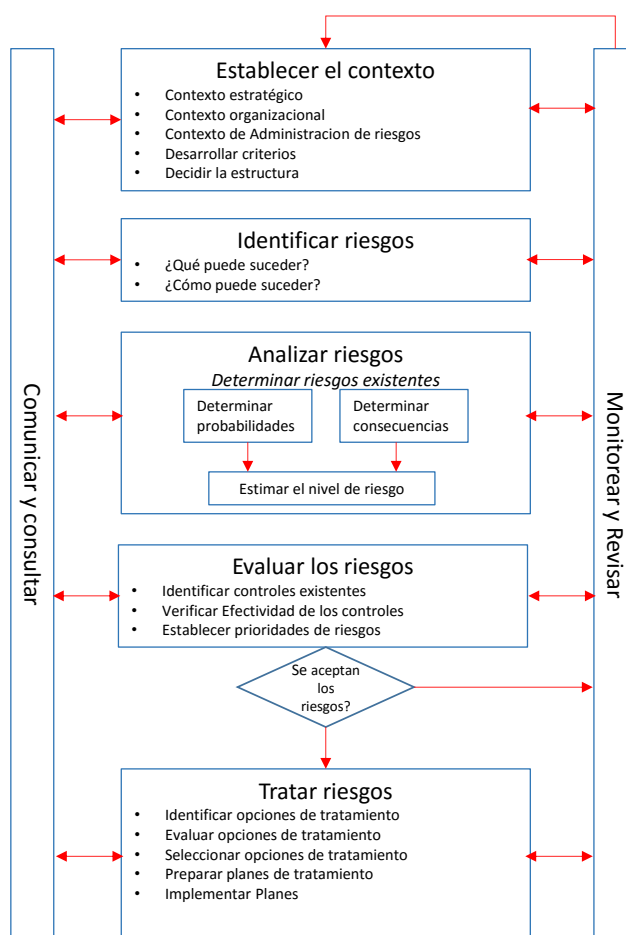 Establecer el contexto
• Contexto estratégico
• Contexto organizacional
• Contexto de Administracion de riesgos
• Desarrollar criterios
• Decidir la estructura
Identificar riesgos
• ¿Qué puede suceder?
• ¿Cómo puede suceder?
Analizar riesgos
Determinar riesgos existentes
Determinar
probabilidades
Determinar
consecuencias
Estimar el nivel de riesgo
Evaluar los riesgos
• Identificar controles existentes
• Verificar Efectividad de los controles
• Establecer prioridades de riesgos
Se aceptan
los
riesgos?
Tratar riesgos
• Identificar opciones de tratamiento
• Evaluar opciones de tratamiento
• Seleccionar opciones de tratamiento
• Preparar planes de tratamiento
• Implementar Planes
Comunicar y consultar
Monitorear y Revisar